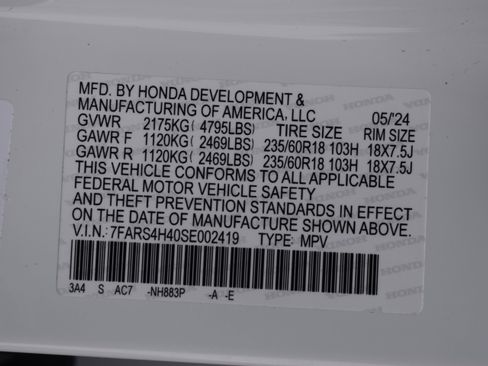 MFD. BY HONDA DEVELOPMENT &
MANUFACTURING OF AMERICA, LLC 05/'24
GVWR 2175KG( 4795LBS) TIRE SIZE RIM SIZE
GAWR F 1120KG( 2469LBS) 235/60R18 103H 18X7.5J
GAWR R 1120KG( 2469LBS) 235/60R18 103H 18X7.5J
THIS VEHICLE CONFORMS TO ALL APPLICABLE
FEDERAL MOTOR VEHICLE SAFETY
AND THEFT PREVENTION STANDARDS IN EFFECT
ON THE DATE OF MANUFACTURE SHOWN ABOVE.
V.I.N.:7FARS4H40SE002419 TYPE: MPV
3A4 S AC7 -NH883P -A -E